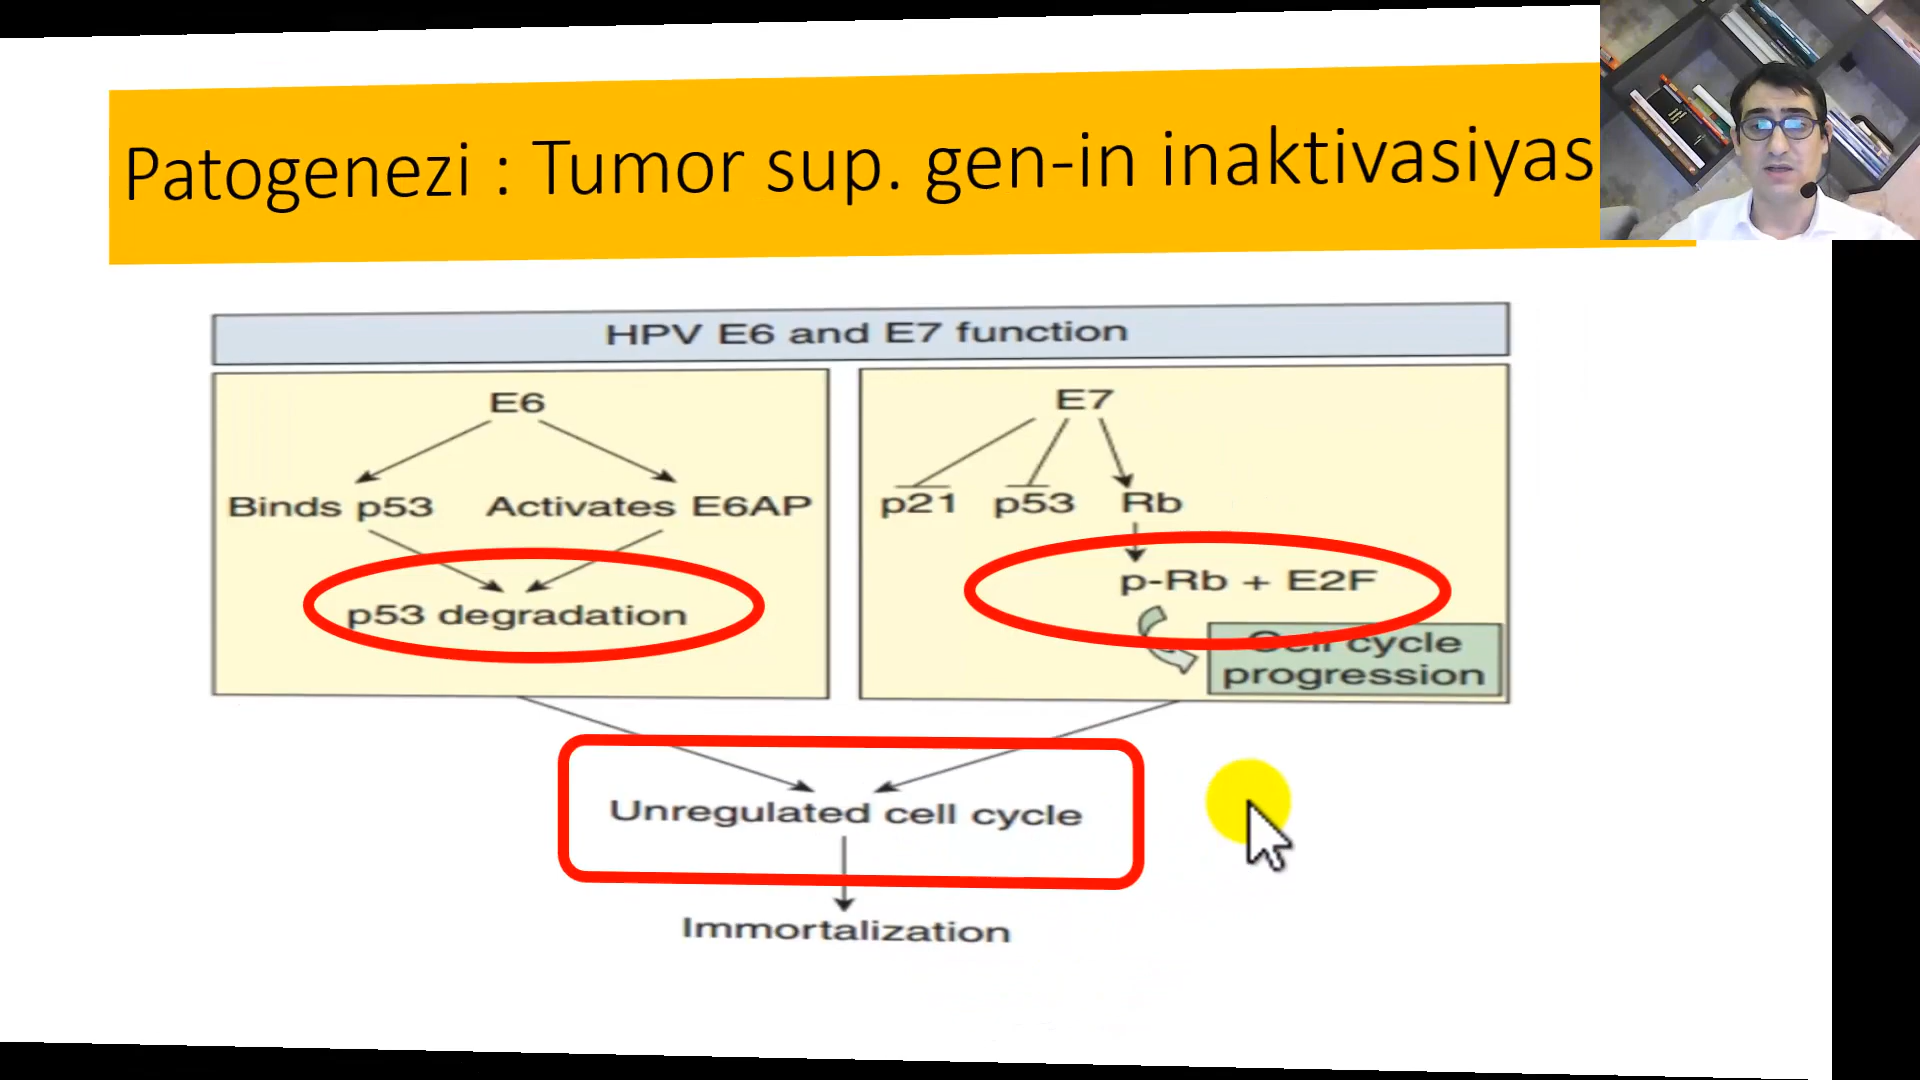 Patogenezi : Tumor sup. gen-in inaktivasiyas
HPV E6 and E7 function
E6
Binds p53 Activates E6AP
p53 degradation
E7
p21 p53 Rb
p-Rb + E2F
Cell cycle
progression
Unregulated cell cycle
Immortalization